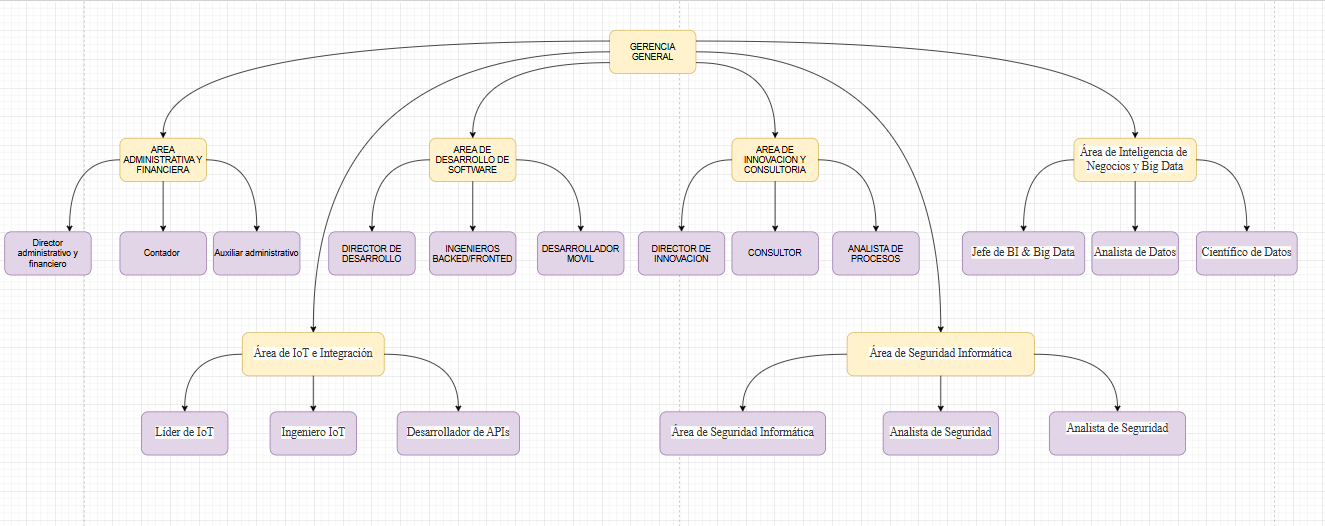 GERENCIA
GENERAL
AREA
ADMINISTRATIVA Y
FINANCIERA
AREA DE
DESARROLLO DE
SOFTWARE
AREA DE
INNOVACION Y
CONSULTORIA
Área de Inteligencia de
Negocios y Big Data
Director
administrativo y
financiero
Contador
Auxiliar administrativo
DIRECTOR DE
DESARROLLO
INGENIEROS
BACKED/FRONTED
DESARROLLADOR
MOVIL
DIRECTOR DE
INNOVACION
CONSULTOR
ANALISTA DE
PROCESOS
Jefe de BI & Big Data
Analista de Datos
Científico de Datos
Área de IoT e Integración
Área de Seguridad Informática
Líder de IoT
Ingeniero IoT
Desarrollador de APIs
Área de Seguridad Informática
Analista de Seguridad
Analista de Seguridad